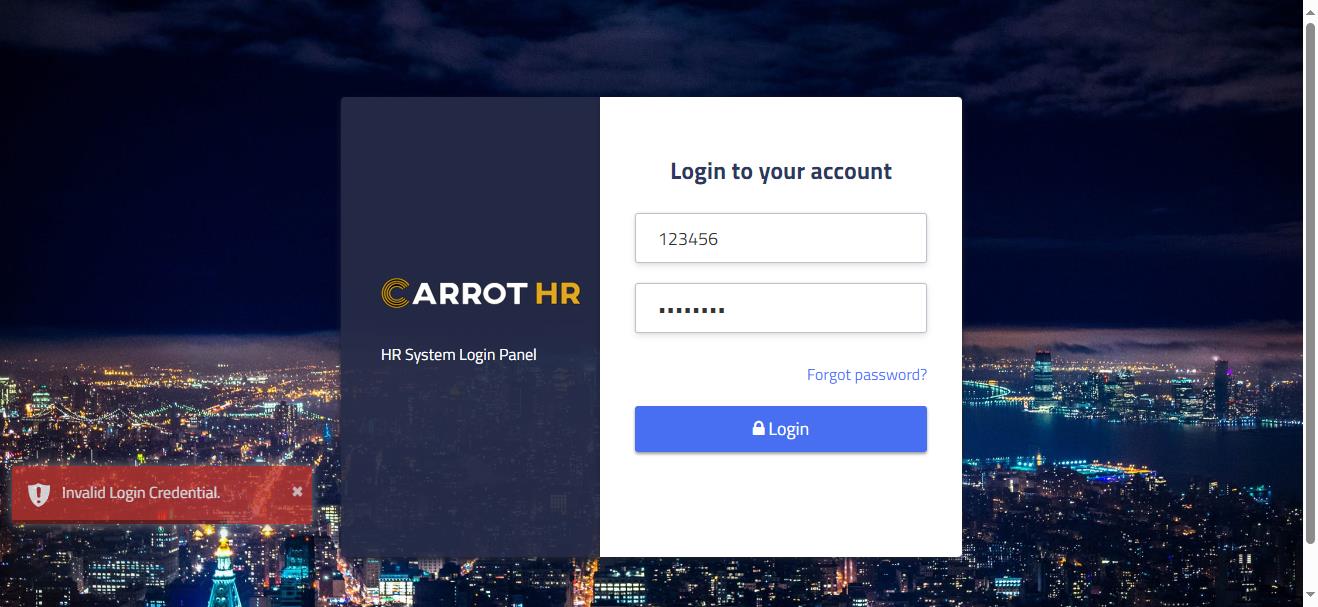 Login to your account
123456
CARROT HR
HR System Login Panel
Forgot password?
Login
Invalid Login Credential.